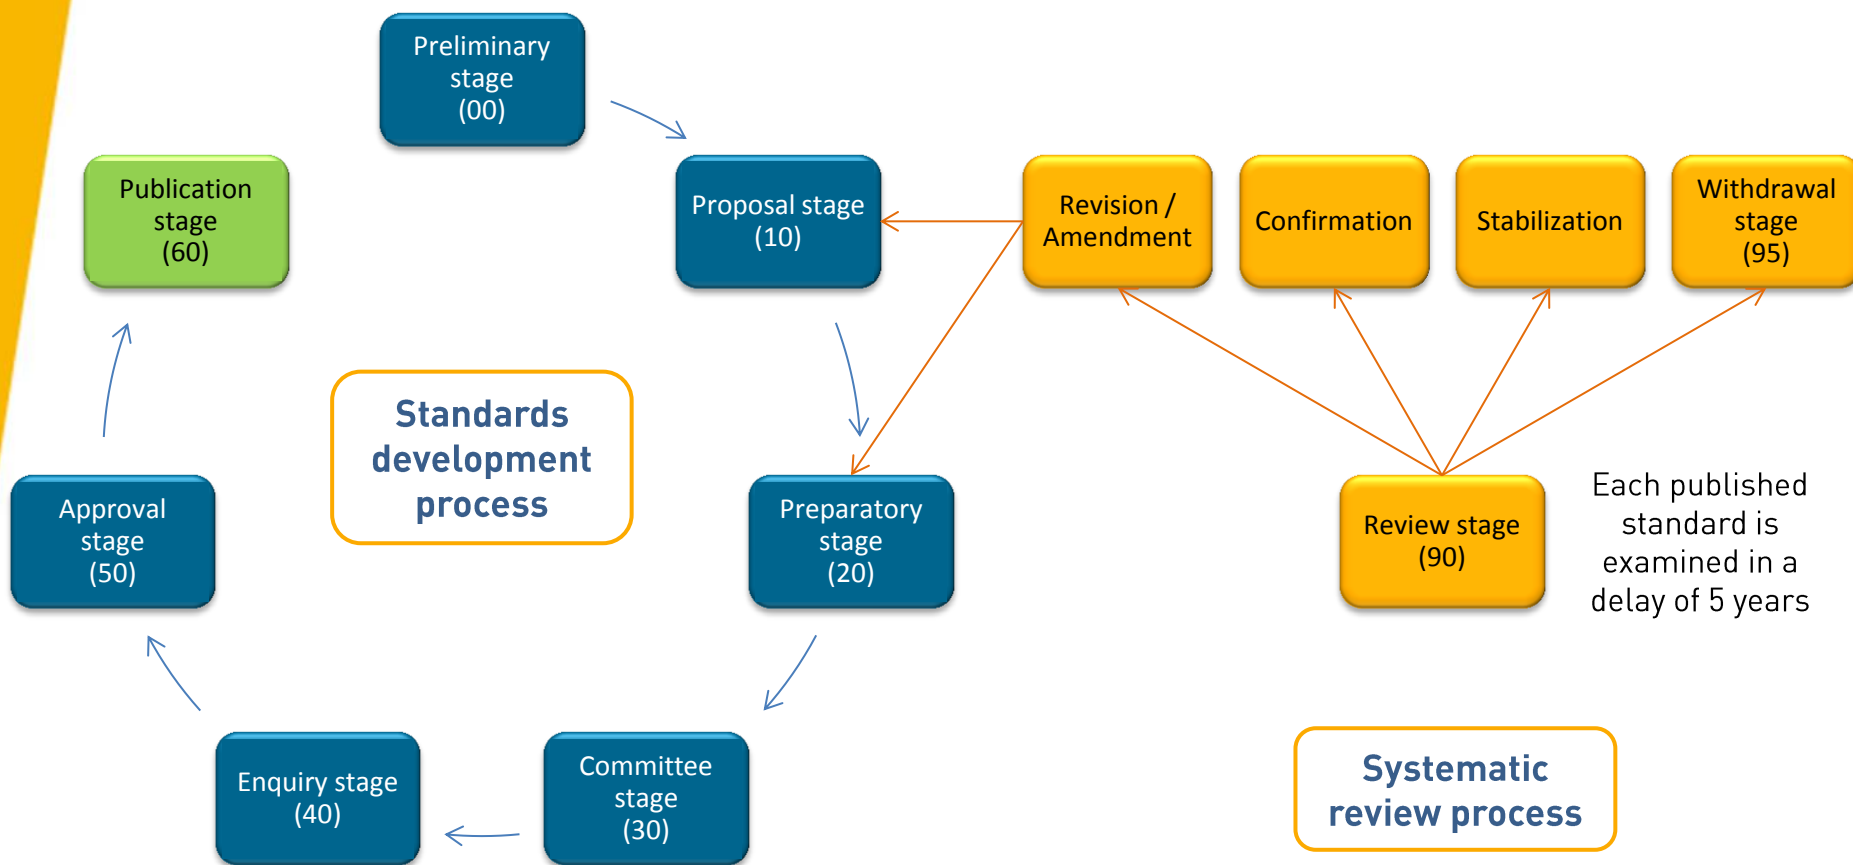 Preliminary
stage
(00)
Publication
stage
(60)
Proposal stage
(10)
Revision /
Amendment
Confirmation
Stabilization
Withdrawal
stage
(95)
Standards
development
process
Approval
stage
(50)
Preparatory
stage
(20)
Review stage
(90)
Each published
standard is
examined in a
delay of 5 years
Enquiry stage
(40)
Committee
stage
(30)
Systematic
review process